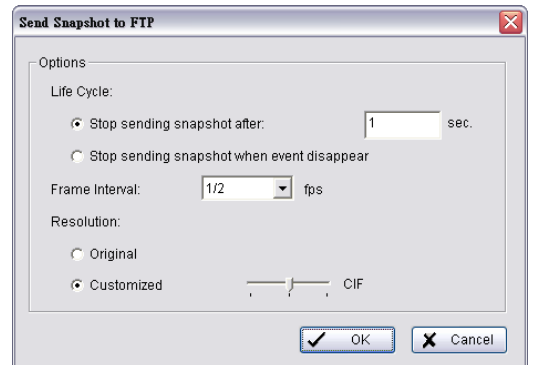 Send Snapshot to FTP
Options
Life Cycle:
Stop sending snapshot after: 1 sec.
Stop sending snapshot when event disappear
Frame Interval: 1/2 fps
Resolution:
Original
Customized CIF
OK Cancel